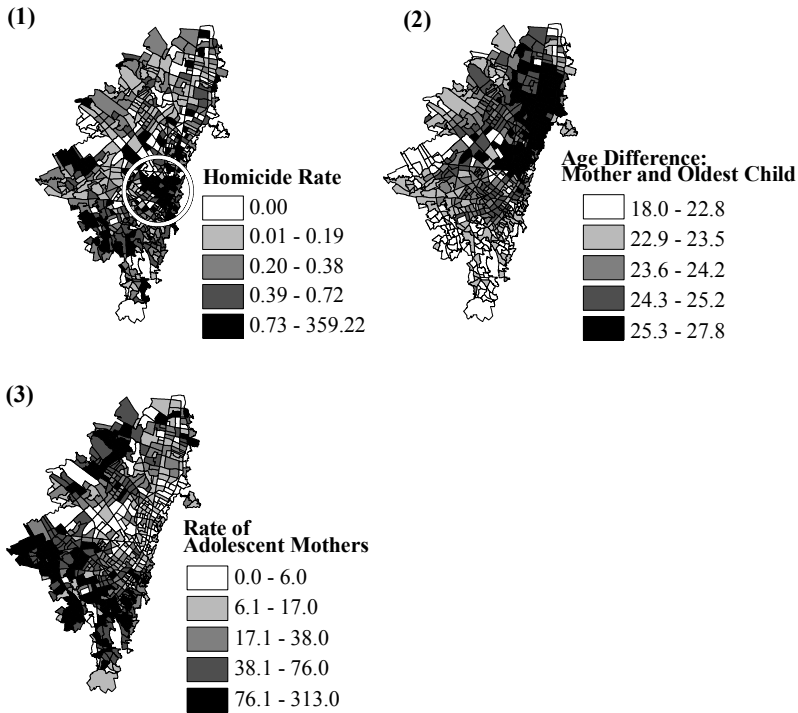 (1)
Homicide Rate
0.00
0.01 - 0.19
0.20 - 0.38
0.39 - 0.72
0.73 - 359.22
(2)
Age Difference:
Mother and Oldest Child
18.0 - 22.8
22.9 - 23.5
23.6 - 24.2
24.3 - 25.2
25.3 - 27.8
(3)
Rate of
Adolescent Mothers
0.0 - 6.0
6.1 - 17.0
17.1 - 38.0
38.1 - 76.0
76.1 - 313.0